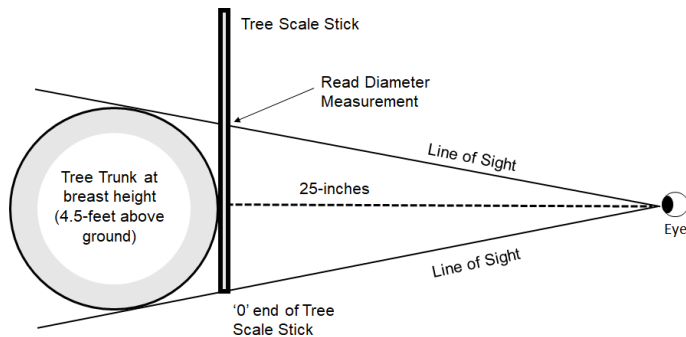 Tree Scale Stick
Read Diameter
Measurement
Line of Sight
Tree Trunk at
breast height
(4.5-feet above
ground)
25-inches
Eye
Line of Sight
‘0’ end of Tree
Scale Stick